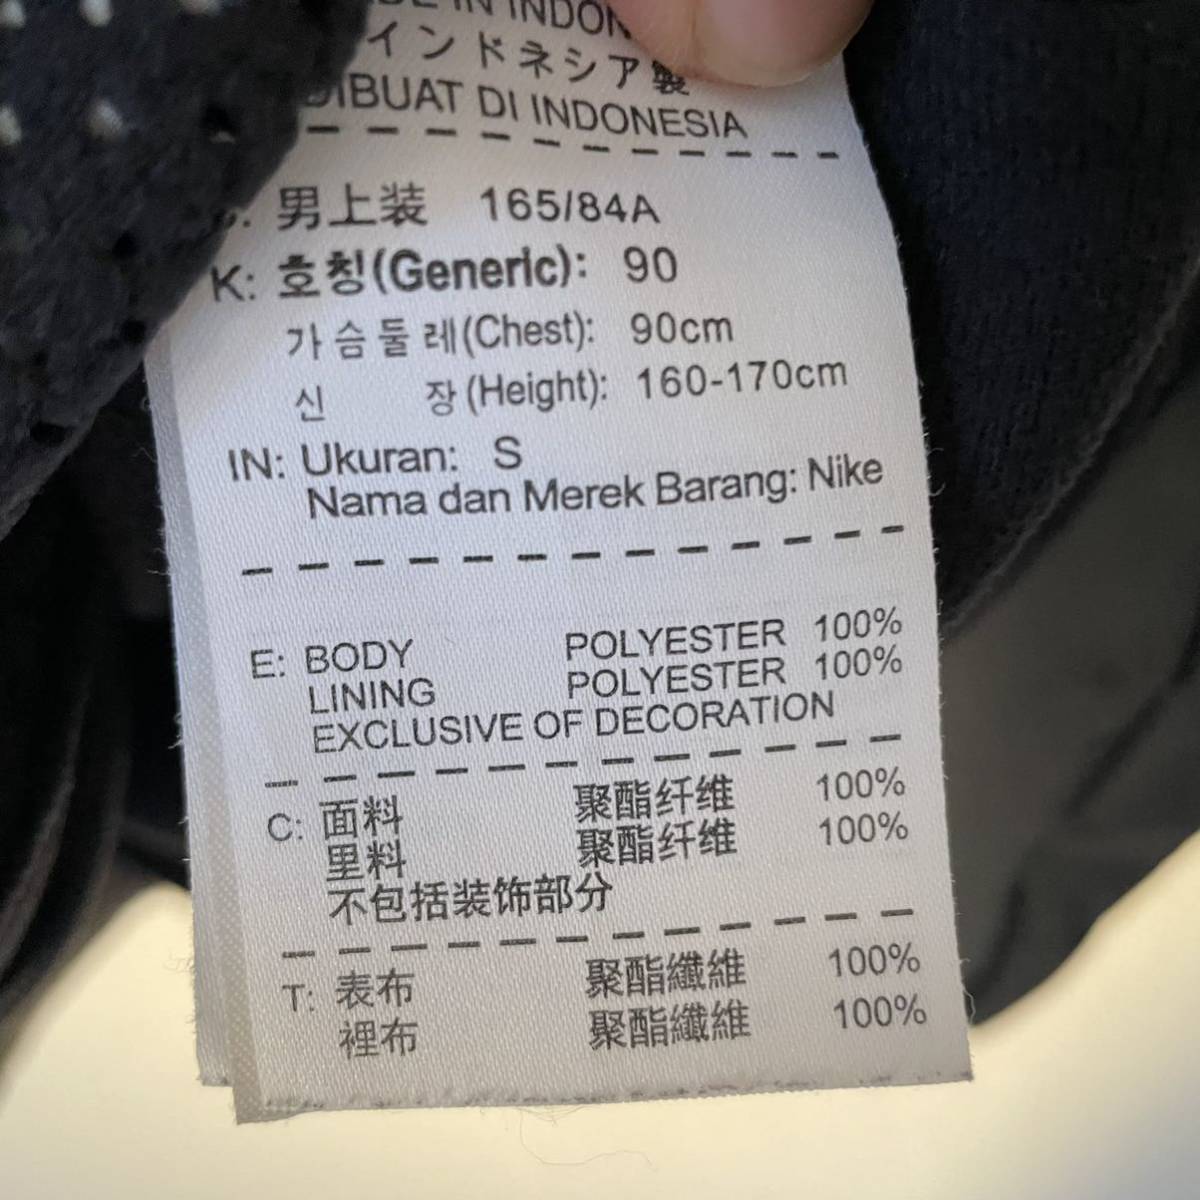 IN INDON
インドネシア製
DIBUAT DI INDONESIA
男上装 165/84A
K: 호칭(Generic): 90
가슴둘레(Chest): 90cm
신 장(Height): 160-170cm
IN: Ukuran: S
Nama dan Merek Barang: Nike
E: BODY POLYESTER 100%
LINING POLYESTER 100%
EXCLUSIVE OF DECORATION
C: 面料 聚酯纤维 100%
里料 聚酯纤维 100%
不包括装饰部分
T: 表布 聚酯纖維 100%
裡布 聚酯纖維 100%